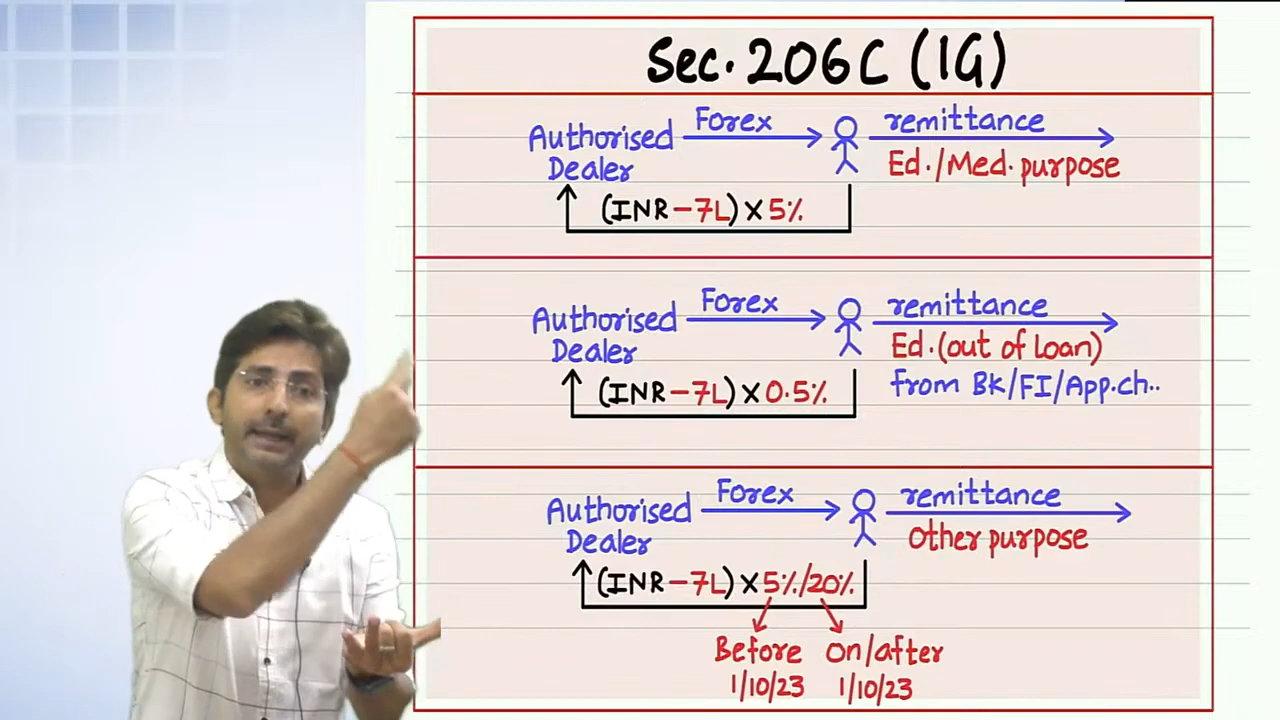 Sec. 206C (1G)
Authorised Dealer
Forex
remittance
Ed./Med. purpose
(INR-7L) x 5%
Authorised Dealer
Forex
remittance
Ed. (out of loan)
from BK/FI/App.ch..
(INR-7L) x 0.5%
Authorised Dealer
Forex
remittance
Other purpose
(INR-7L) x 5%/20%
Before 1/10/23
On/after 1/10/23